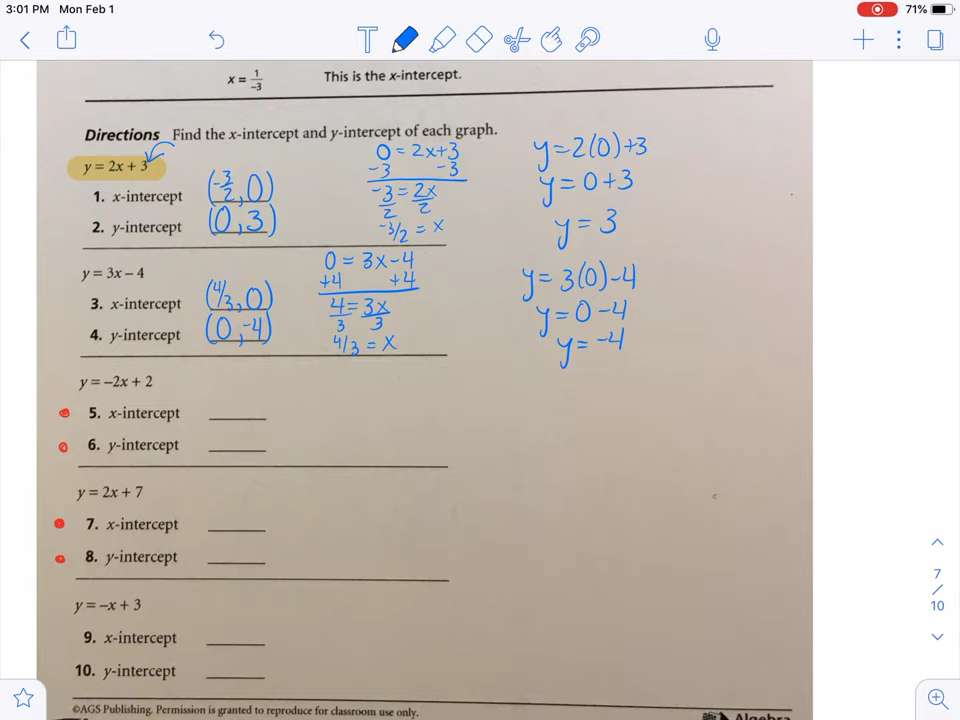 3:01 PM Mon Feb 1
71%
T
x = 1/-3 This is the x-intercept.
Directions Find the x-intercept and y-intercept of each graph.
y = 2x + 3
1. x-intercept (-3/2, 0)
2. y-intercept (0, 3)
0 = 2x+3
-3 -3
-3/2 = 2x/2
-3/2 = x
y = 2(0)+3
y = 0+3
y = 3
y = 3x – 4
3. x-intercept (4/3, 0)
4. y-intercept (0, -4)
0 = 3x-4
+4 +4
4/3 = 3x/3
4/3 = x
y = 3(0)-4
y = 0-4
y = -4
y = –2x + 2
5. x-intercept
6. y-intercept
y = 2x + 7
7. x-intercept
8. y-intercept
y = –x + 3
9. x-intercept
10. y-intercept
7
/
10
©AGS Publishing. Permission is granted to reproduce for classroom use only.
Algebra